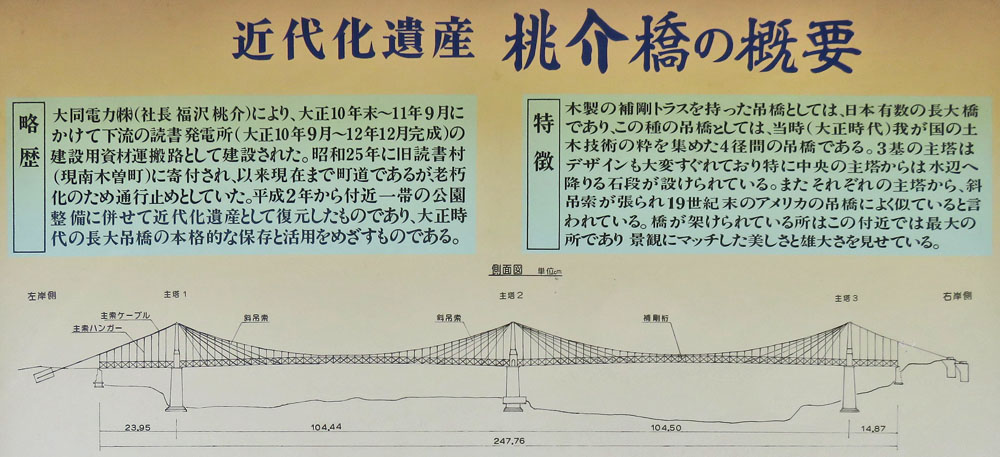 近代化遺産 桃介橋の概要
略歴
大同電力㈱(社長 福沢桃介)により、大正10年末~11年9月に
かけて下流の読書発電所(大正10年9月~12年12月完成)の
建設用資材運搬路として建設された。昭和25年に旧読書村
(現南木曽町)に寄付され、以来現在まで町道であるが、老朽
化のため通行止めとしていた。平成2年から付近一帯の公園
整備に併せて近代化遺産として復元したものであり、大正時
代の長大吊橋の本格的な保存と活用をめざすものである。
特徴
木製の補剛トラスを持った吊橋としては、日本有数の長大橋
であり、この種の吊橋としては、当時(大正時代)我が国の土
木技術の粋を集めた4径間の吊橋である。3基の主塔は
デザインも大変すぐれており特に中央の主塔からは水辺へ
降りる石段が設けられている。またそれぞれの主塔から、斜
吊索が張られ19世紀末のアメリカの吊橋によく似ていると言
われている。橋が架けられている所はこの付近では最大の
所であり 景観にマッチした美しさと雄大さを見せている。
側面図 単位cm
左岸側 主塔1 主塔2 主塔3 右岸側
主索ケーブル 斜吊索 斜吊索 補剛桁
主索ハンガー
23.95 104.44 104.50 14.87
247.76